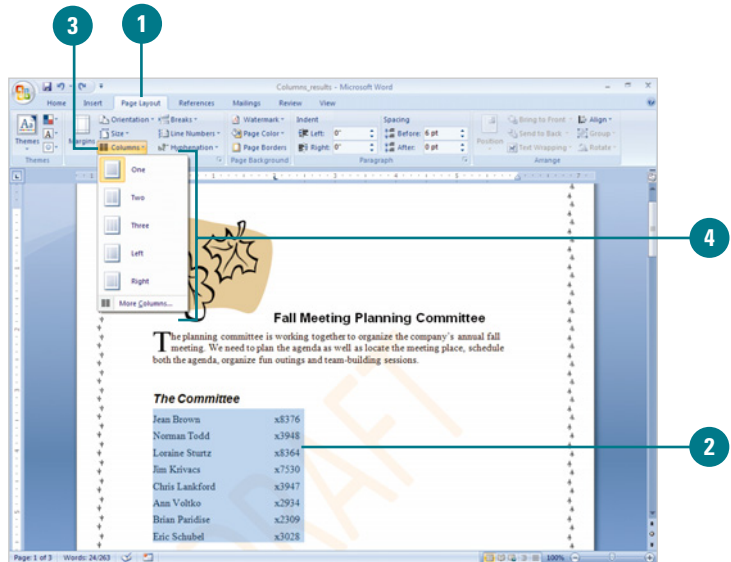 3 1
Columns_results - Microsoft Word
Home Insert Page Layout References Mailings Review View
Themes
Margins
Orientation
Size
Columns
Breaks
Line Numbers
Hyphenation
Watermark
Page Color
Page Borders
Indent
Left: 0"
Right: 0"
Spacing
Before: 6 pt
After: 0 pt
Position
Bring to Front
Send to Back
Text Wrapping
Align
Group
Rotate
Themes Page Background Paragraph Arrange
One
Two
Three
Left
Right
More Columns...
4
Fall Meeting Planning Committee
The planning committee is working together to organize the company's annual fall
meeting. We need to plan the agenda as well as locate the meeting place, schedule
both the agenda, organize fun outings and team-building sessions.
The Committee
Jean Brown x8376
Norman Todd x3948
Loraine Sturtz x8364
Jim Krivacs x7530
Chris Lankford x3947
Ann Voltko x2934
Brian Paridise x2309
Eric Schubel x3028
2
DRAFT
Page: 1 of 3 Words: 24/263 100%